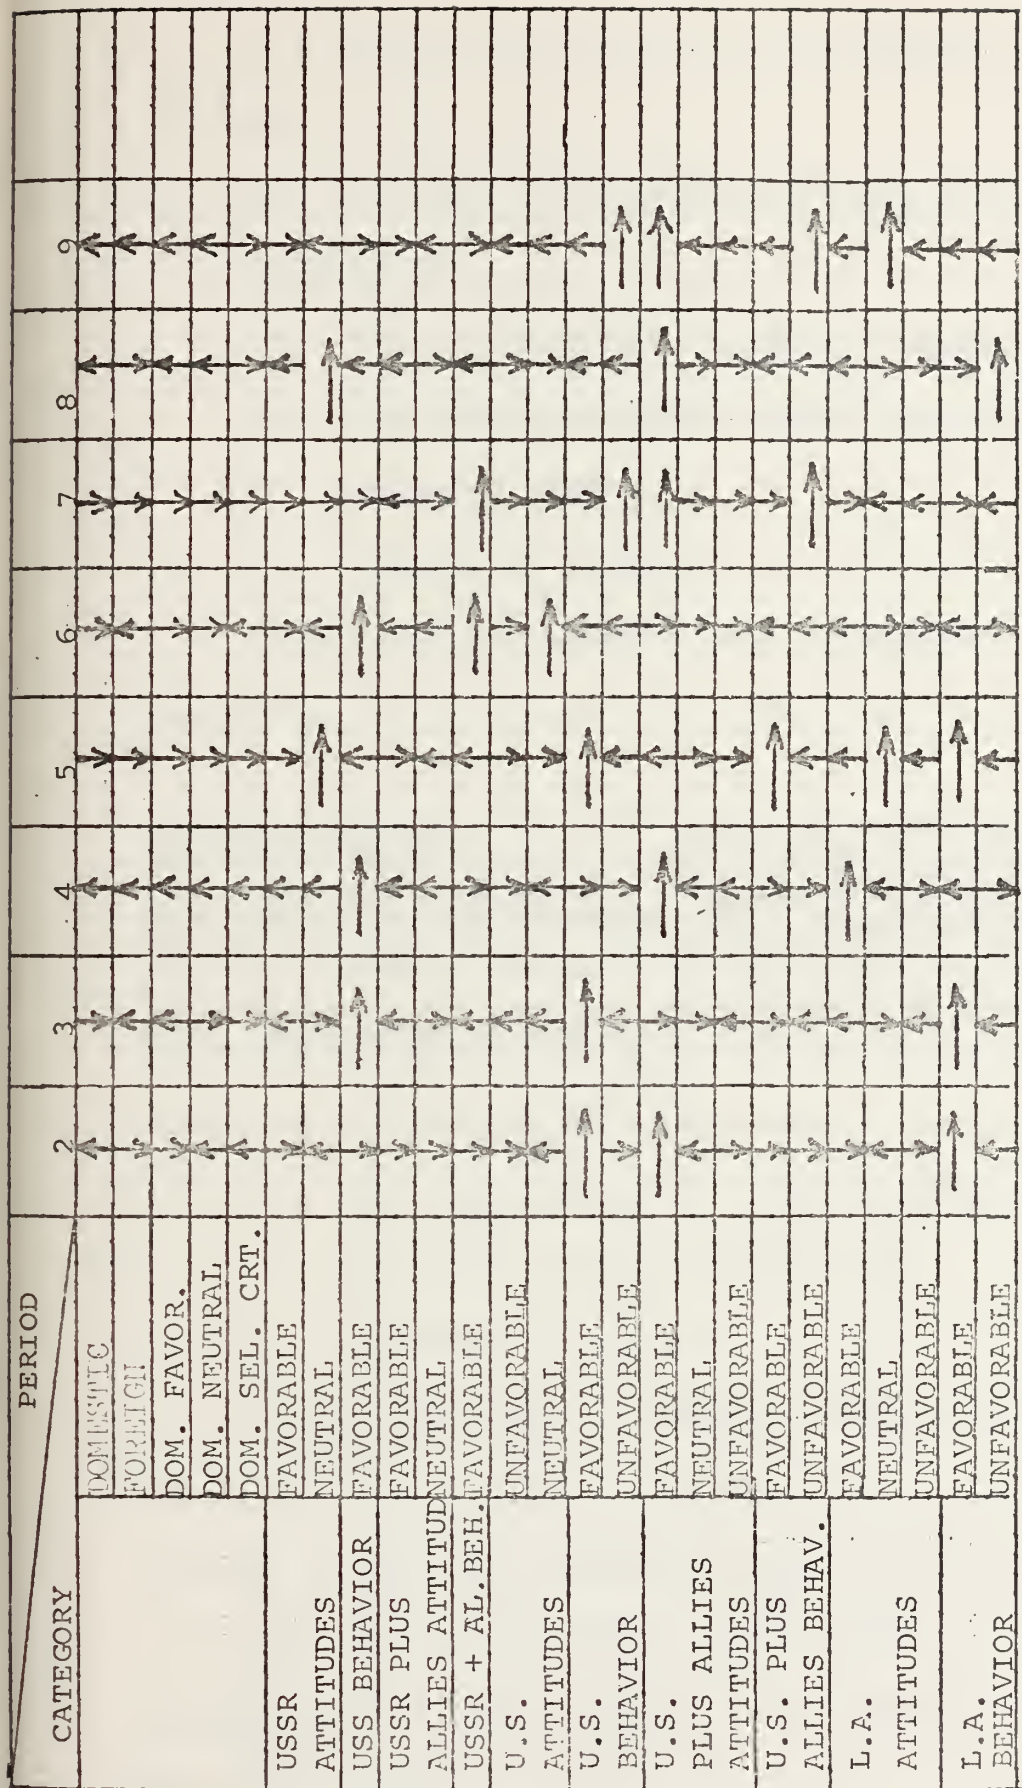 PERIOD
CATEGORY
2 3 4 5 6 7 8 9
DOMESTIC
FOREIGN
DOM. FAVOR.
DOM. NEUTRAL
DOM. SEL. CRT.
USSR FAVORABLE
ATTITUDES NEUTRAL
USS BEHAVIOR FAVORABLE
USSR PLUS FAVORABLE
ALLIES ATTITUD NEUTRAL
USSR + AL.BEH. FAVORABLE
U.S. UNFAVORABLE
ATTITUDES NEUTRAL
U.S. FAVORABLE
BEHAVIOR UNFAVORABLE
U.S. FAVORABLE
PLUS ALLIES NEUTRAL
ATTITUDES UNFAVORABLE
U.S. PLUS FAVORABLE
ALLIES BEHAV. UNFAVORABLE
L.A. FAVORABLE
ATTITUDES NEUTRAL
UNFAVORABLE
L.A. FAVORABLE
BEHAVIOR UNFAVORABLE